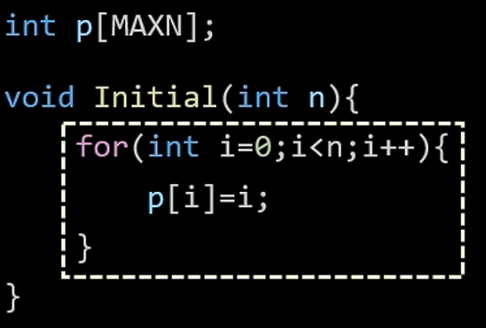 int p[MAXN];
void Initial(int n){
for(int i=0;i<n;i++){
p[i]=i;
}
}